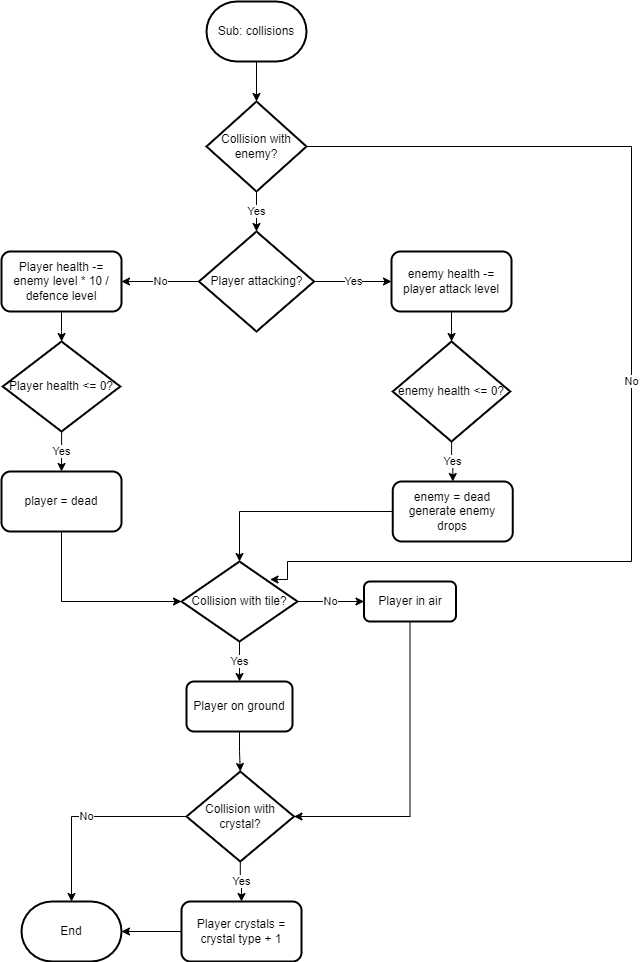 Sub: collisions
Collision with
enemy?
Yes
Player health -=
enemy level * 10 /
defence level
No
Player attacking?
Yes
enemy health -=
player attack level
Player health <= 0?
enemy health <= 0?
No
Yes
Yes
player = dead
enemy = dead
generate enemy
drops
Collision with tile?
No
Player in air
Yes
Player on ground
Collision with
crystal?
No
Yes
End
Player crystals =
crystal type + 1